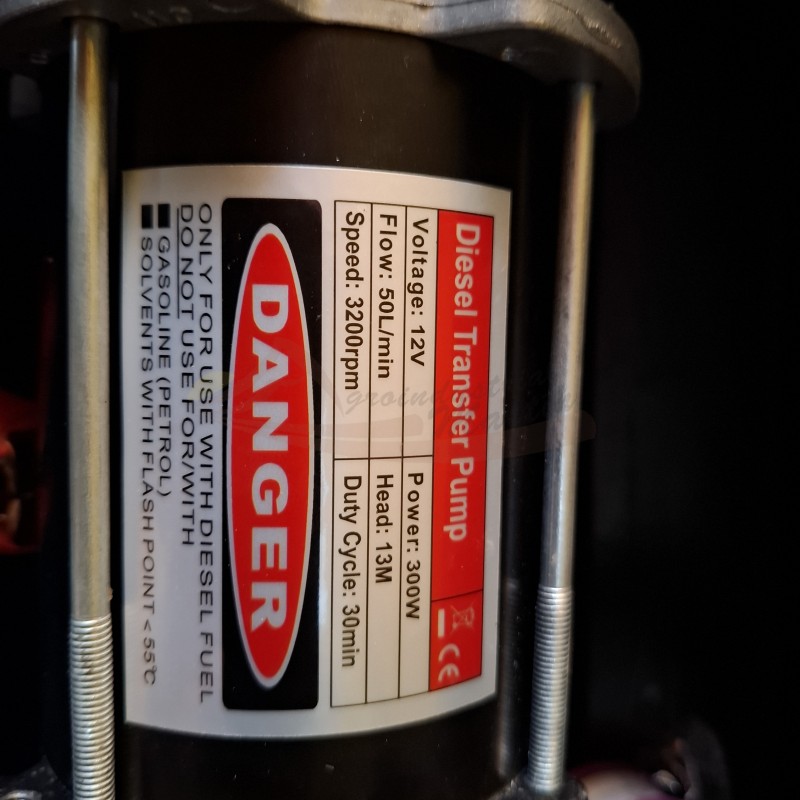 Diesel Transfer Pump
CE
Voltage: 12V
Power: 300W
Flow: 50L/min
Head: 13M
Speed: 3200rpm
Duty Cycle: 30min
DANGER
ONLY FOR USE WITH DIESEL FUEL
DO NOT USE FOR/WITH
GASOLINE (PETROL)
SOLVENTS WITH FLASH POINT < 55℃